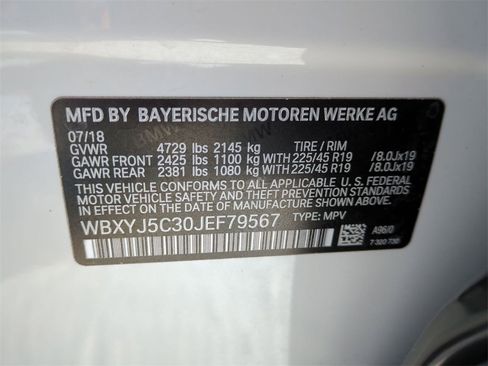 MFD BY BAYERISCHE MOTOREN WERKE AG
07/18
GVWR 4729 lbs 2145 kg TIRE / RIM
GAWR FRONT 2425 lbs 1100 kg WITH 225/45 R19 /8.0Jx19
GAWR REAR 2381 lbs 1080 kg WITH 225/45 R19 /8.0Jx19
THIS VEHICLE CONFORMS TO ALL APPLICABLE FEDERAL
MOTOR VEHICLE SAFETY AND THEFT PREVENTION
STANDARDS IN EFFECT ON THE DATE OF MANUFACTURE
SHOWN ABOVE.
WBXYJ5C30JEF79567 TYPE: MPV
A96/0
7 320 735